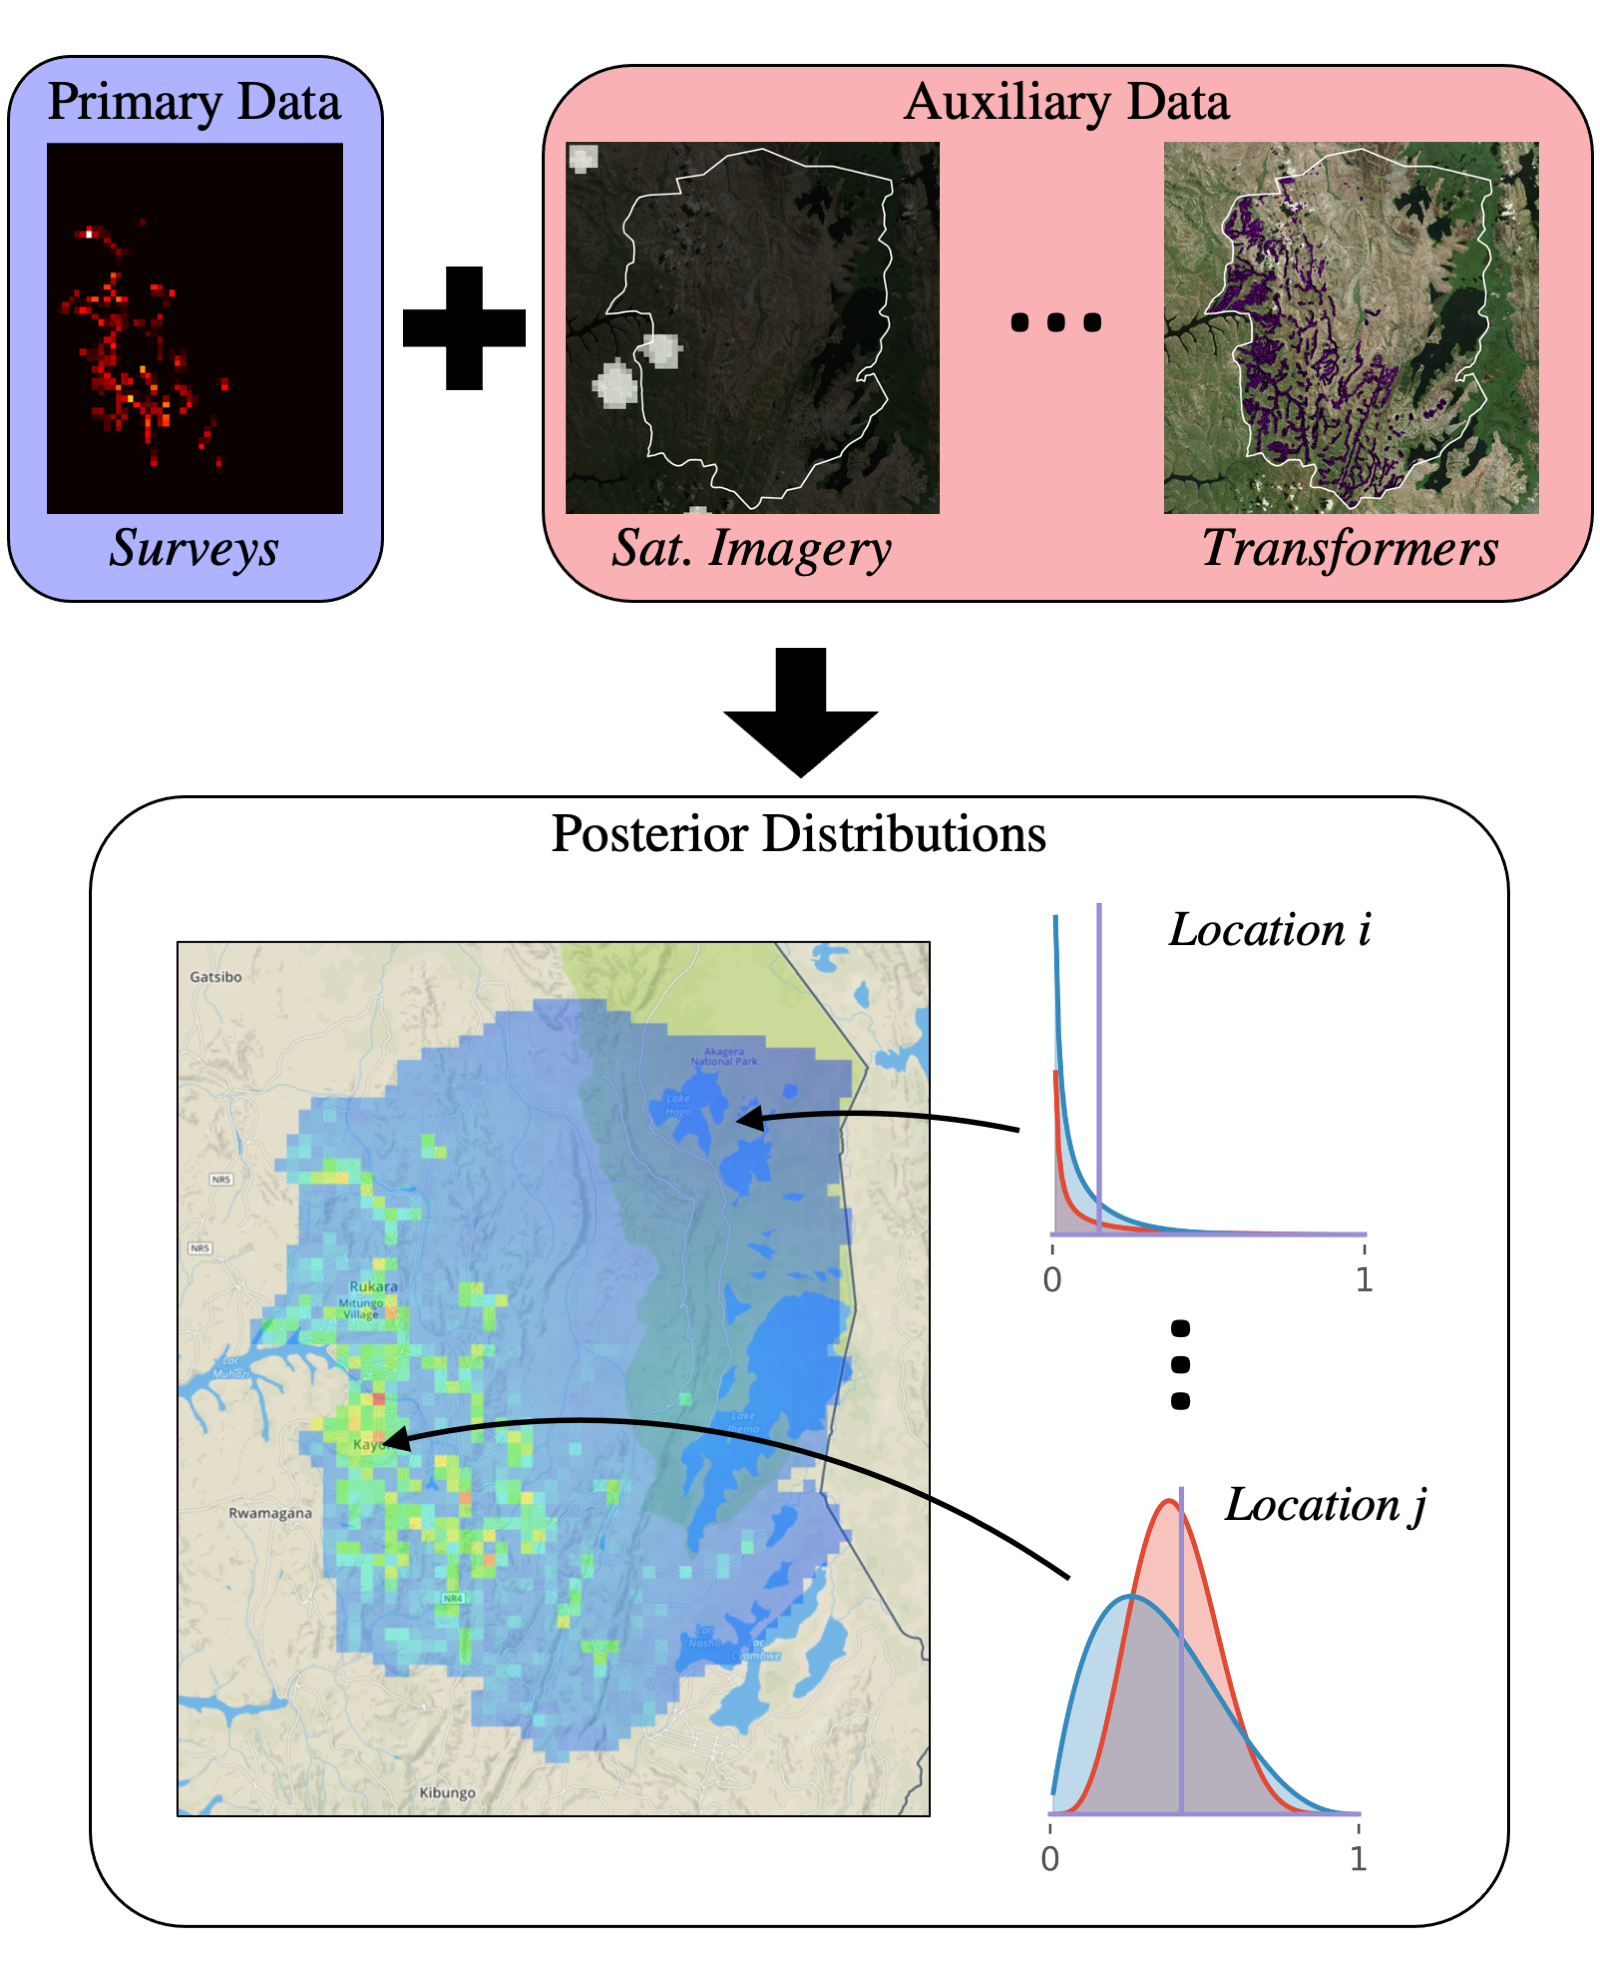 Primary Data
Surveys
Auxiliary Data
Sat. Imagery
Transformers
Posterior Distributions
Gatsibo
Akagera
National Park
Lake
Hago
NR5
NR5
Rukara
Mitungo
Village
Lac
Muhazi
Lake
Ihema
Rwamagana
NR4
Lac
Nasho
Lac
Cyambwe
Kibungo
Location i
0 1
Location j
0 1